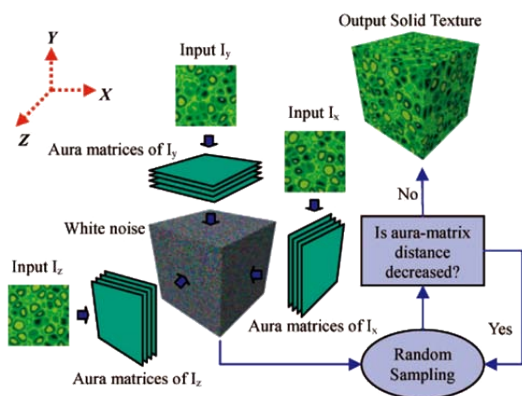 Output Solid Texture
Y
X
Z
Input I_y
Input I_x
Aura matrices of I_y
White noise
No
Is aura-matrix
distance
decreased?
Input I_z
Aura matrices of I_x
Yes
Random
Sampling
Aura matrices of I_z